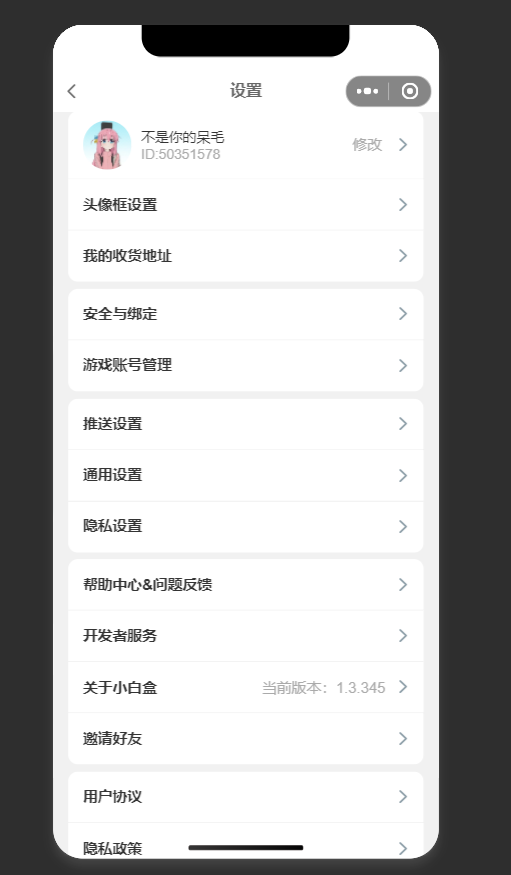 设置
不是你的呆毛
ID:50351578
修改
头像框设置
我的收货地址
安全与绑定
游戏账号管理
推送设置
通用设置
隐私设置
帮助中心&问题反馈
开发者服务
关于小白盒
当前版本：1.3.345
邀请好友
用户协议
隐私政策